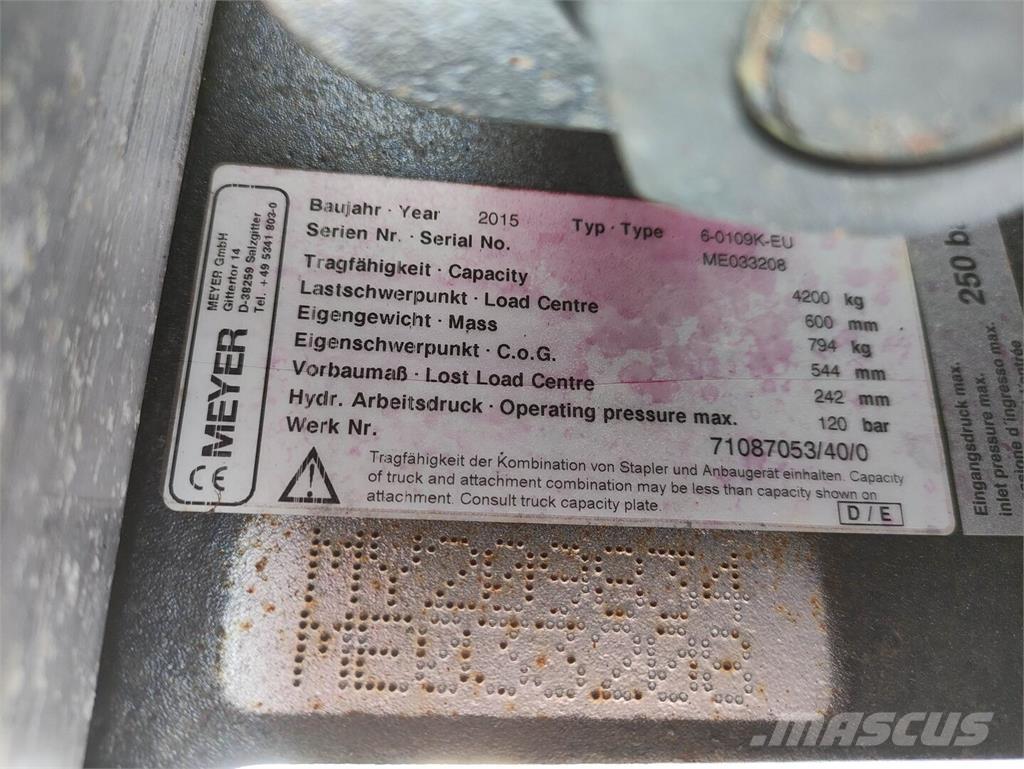 MEYER GmbH
Gittertor 14
D-38259 Salzgitter
Tel. +49 5341 803-0
CE MEYER
Baujahr · Year 2015 Typ · Type 6-0109K-EU
Serien Nr. · Serial No. ME033208
Tragfähigkeit · Capacity 4200 kg
Lastschwerpunkt · Load Centre 600 mm
Eigengewicht · Mass 794 kg
Eigenschwerpunkt · C.o.G. 544 mm
Vorbaumaß · Lost Load Centre 242 mm
Hydr. Arbeitsdruck · Operating pressure max. 120 bar
Werk Nr. 71087053/40/0
Tragfähigkeit der Kombination von Stapler und Anbaugerät einhalten. Capacity
of truck and attachment combination may be less than capacity shown on
attachment. Consult truck capacity plate.
D / E
250
Eingangsdruck max.
inlet pressure max.
d'ingresso max.
MASCUS